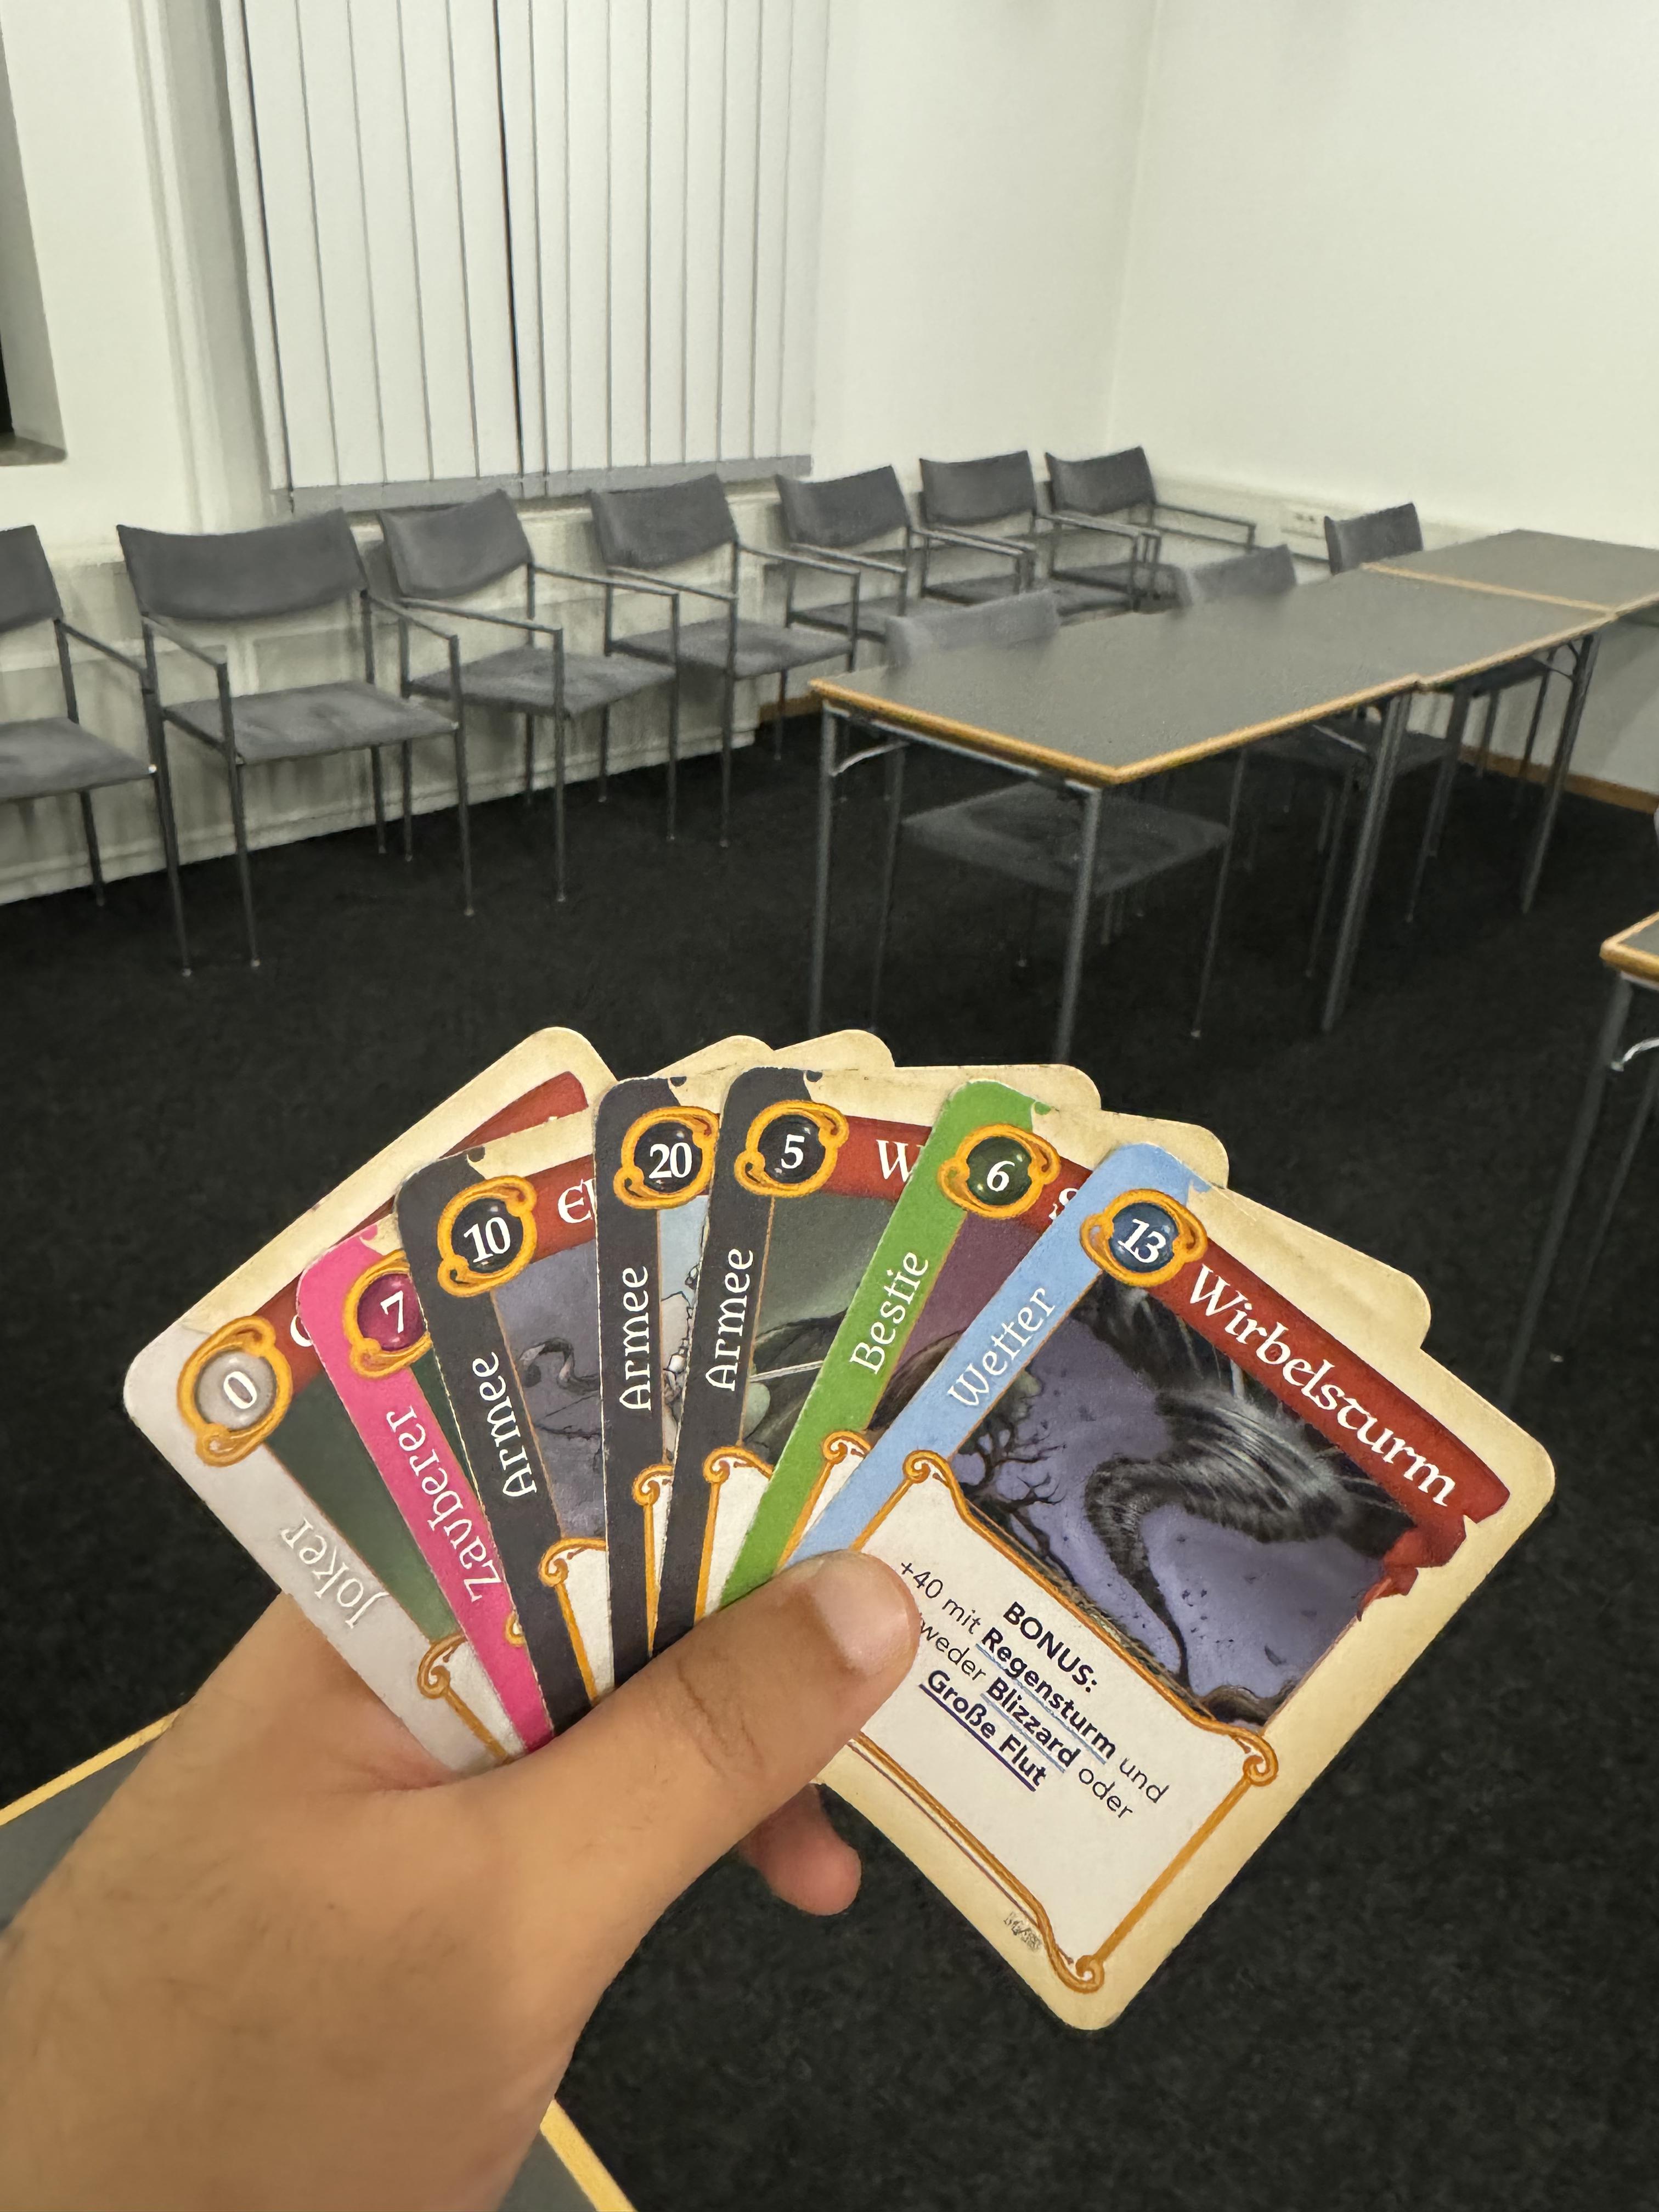 0
Joker
7
Zauberer
10
El
Armee
20
Armee
5
W
Armee
6
S
Bestie
13
Wirbelsturm
Wetter
BONUS:
+40 mit Regensturm und
weder Blizzard oder
Große Flut